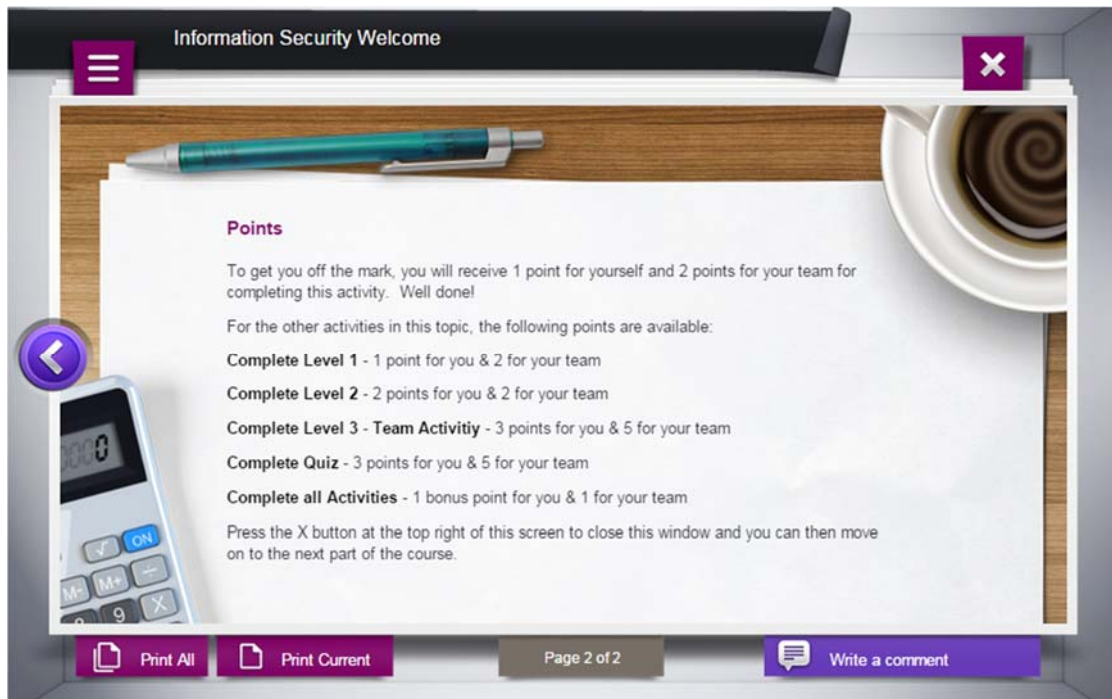 Information Security Welcome
Points
To get you off the mark, you will receive 1 point for yourself and 2 points for your team for
completing this activity.  Well done!
For the other activities in this topic, the following points are available:
Complete Level 1 - 1 point for you & 2 for your team
Complete Level 2 - 2 points for you & 2 for your team
Complete Level 3 - Team Activitiy - 3 points for you & 5 for your team
Complete Quiz - 3 points for you & 5 for your team
Complete all Activities - 1 bonus point for you & 1 for your team
Press the X button at the top right of this screen to close this window and you can then move
on to the next part of the course.
ON
M- M+ ÷
9 X
Print All
Print Current
Page 2 of 2
Write a comment